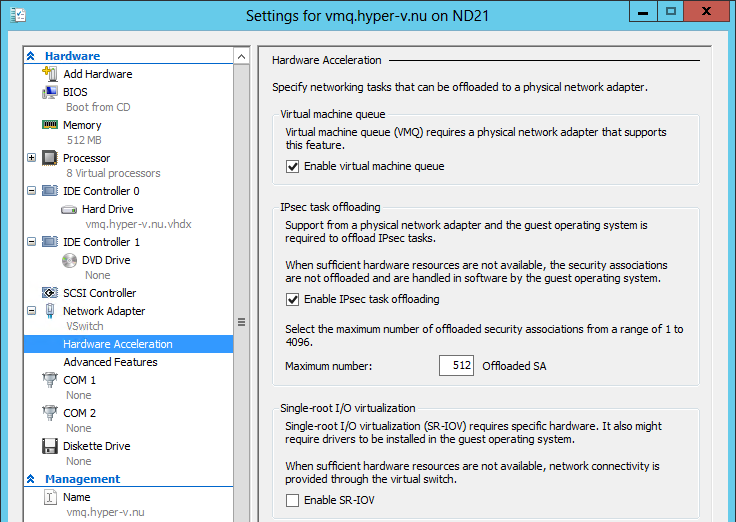 Settings for vmq.hyper-v.nu on ND21
Hardware
Add Hardware
BIOS
Boot from CD
Memory
512 MB
Processor
8 Virtual processors
IDE Controller 0
Hard Drive
vmq.hyper-v.nu.vhdx
IDE Controller 1
DVD Drive
None
SCSI Controller
Network Adapter
VSwitch
Hardware Acceleration
Advanced Features
COM 1
None
COM 2
None
Diskette Drive
None
Management
Name
vmq.hyper-v.nu
Hardware Acceleration
Specify networking tasks that can be offloaded to a physical network adapter.
Virtual machine queue
Virtual machine queue (VMQ) requires a physical network adapter that supports
this feature.
Enable virtual machine queue
IPsec task offloading
Support from a physical network adapter and the guest operating system is
required to offload IPsec tasks.
When sufficient hardware resources are not available, the security associations
are not offloaded and are handled in software by the guest operating system.
Enable IPsec task offloading
Select the maximum number of offloaded security associations from a range of 1 to
4096.
Maximum number: 512 Offloaded SA
Single-root I/O virtualization
Single-root I/O virtualization (SR-IOV) requires specific hardware. It also might
require drivers to be installed in the guest operating system.
When sufficient hardware resources are not available, network connectivity is
provided through the virtual switch.
Enable SR-IOV